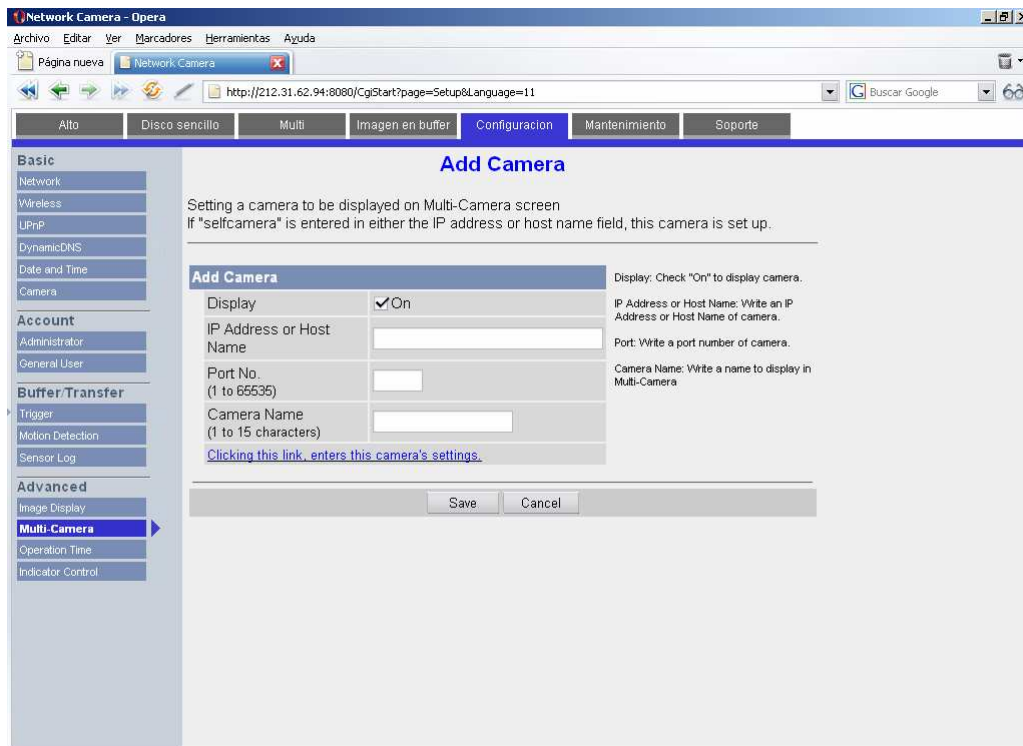 Network Camera - Opera
Archivo Editar Ver Marcadores Herramientas Ayuda
Página nueva Network Camera
http://212.31.62.94:8080/CgiStart?page=Setup&Language=11 Buscar Google
Alto Disco sencillo Multi Imagen en buffer Configuracion Mantenimiento Soporte
Basic
Network
Wireless
UPnP
DynamicDNS
Date and Time
Camera
Account
Administrator
General User
Buffer/Transfer
Trigger
Motion Detection
Sensor Log
Advanced
Image Display
Multi-Camera
Operation Time
Indicator Control
Add Camera
Setting a camera to be displayed on Multi-Camera screen
If "selfcamera" is entered in either the IP address or host name field, this camera is set up.
Add Camera
Display On
IP Address or Host
Name
Port No.
(1 to 65535)
Camera Name
(1 to 15 characters)
Clicking this link, enters this camera's settings.
Display: Check "On" to display camera.
IP Address or Host Name: Write an IP
Address or Host Name of camera.
Port: Write a port number of camera.
Camera Name: Write a name to display in
Multi-Camera
Save Cancel